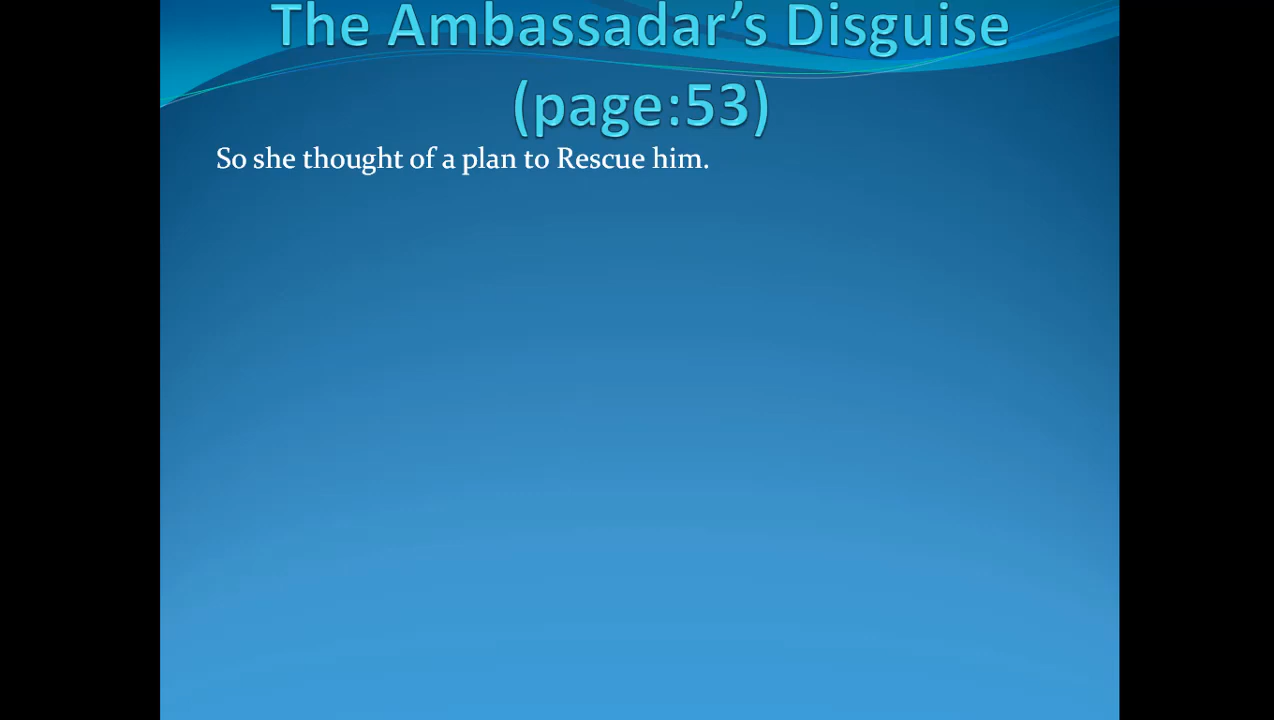 The Ambassadar’s Disguise
(page:53)
So she thought of a plan to Rescue him.